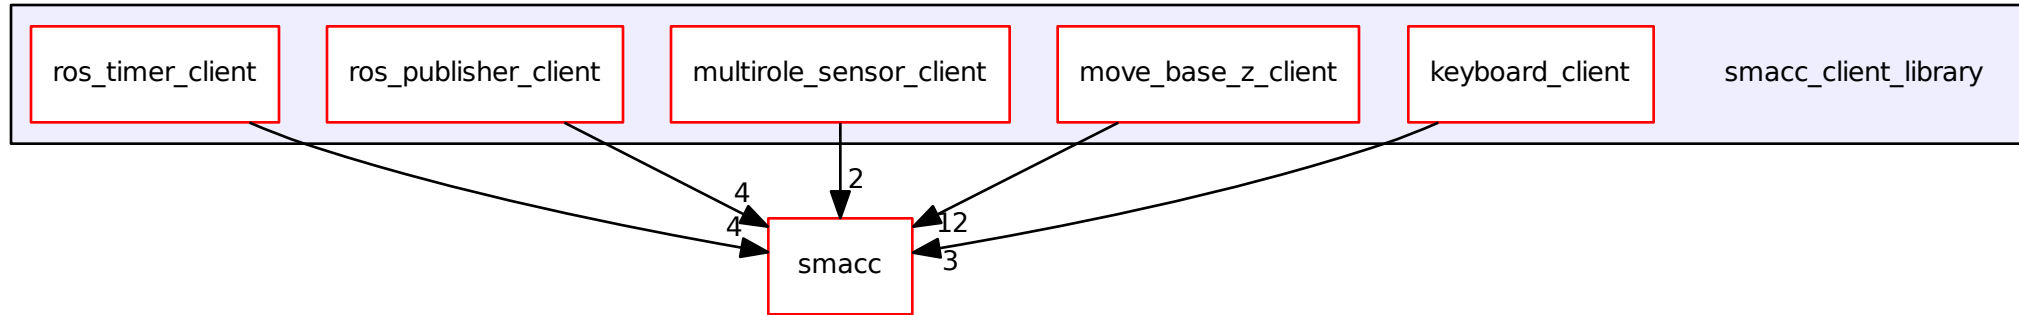 ros_timer_client
ros_publisher_client
multirole_sensor_client
move_base_z_client
keyboard_client
smacc_client_library
4
2
4
12
3
smacc